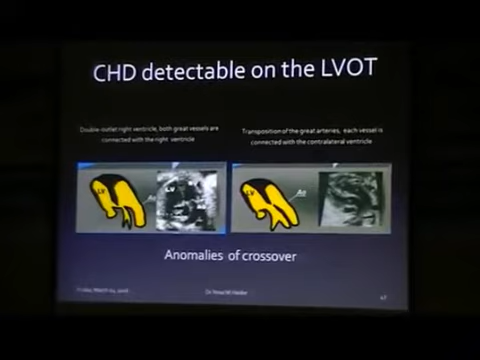 CHD detectable on the LVOT
Double outlet right ventricle, both great vessels are
connected with the right ventricle
Transposition of the great arteries, each vessel is
connected with the contralateral ventricle
LV
LV
LV
Ao
Anomalies of crossover